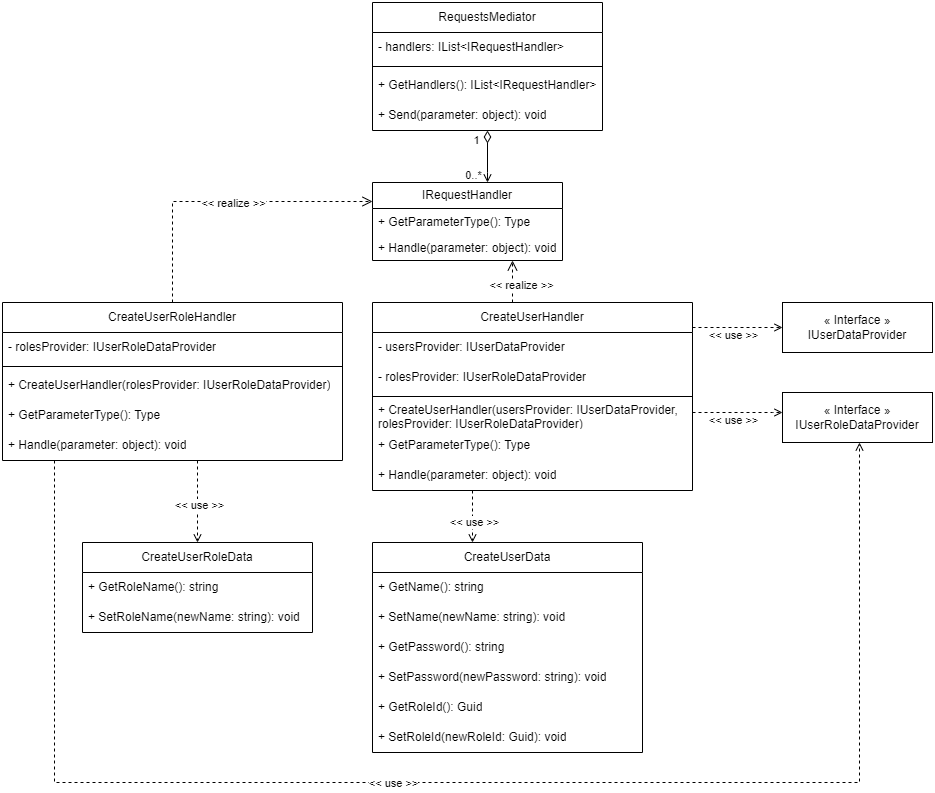 RequestsMediator
- handlers: IList<IRequestHandler>
+ GetHandlers(): IList<IRequestHandler>
+ Send(parameter: object): void
1
0..*
IRequestHandler
+ GetParameterType(): Type
+ Handle(parameter: object): void
<< realize >>
<< realize >>
CreateUserRoleHandler
- rolesProvider: IUserRoleDataProvider
+ CreateUserHandler(rolesProvider: IUserRoleDataProvider)
+ GetParameterType(): Type
+ Handle(parameter: object): void
CreateUserHandler
- usersProvider: IUserDataProvider
- rolesProvider: IUserRoleDataProvider
+ CreateUserHandler(usersProvider: IUserDataProvider,
rolesProvider: IUserRoleDataProvider)
+ GetParameterType(): Type
+ Handle(parameter: object): void
<< use >>
« Interface »
IUserDataProvider
<< use >>
« Interface »
IUserRoleDataProvider
<< use >>
<< use >>
CreateUserRoleData
+ GetRoleName(): string
+ SetRoleName(newName: string): void
CreateUserData
+ GetName(): string
+ SetName(newName: string): void
+ GetPassword(): string
+ SetPassword(newPassword: string): void
+ GetRoleId(): Guid
+ SetRoleId(newRoleId: Guid): void
<< use >>